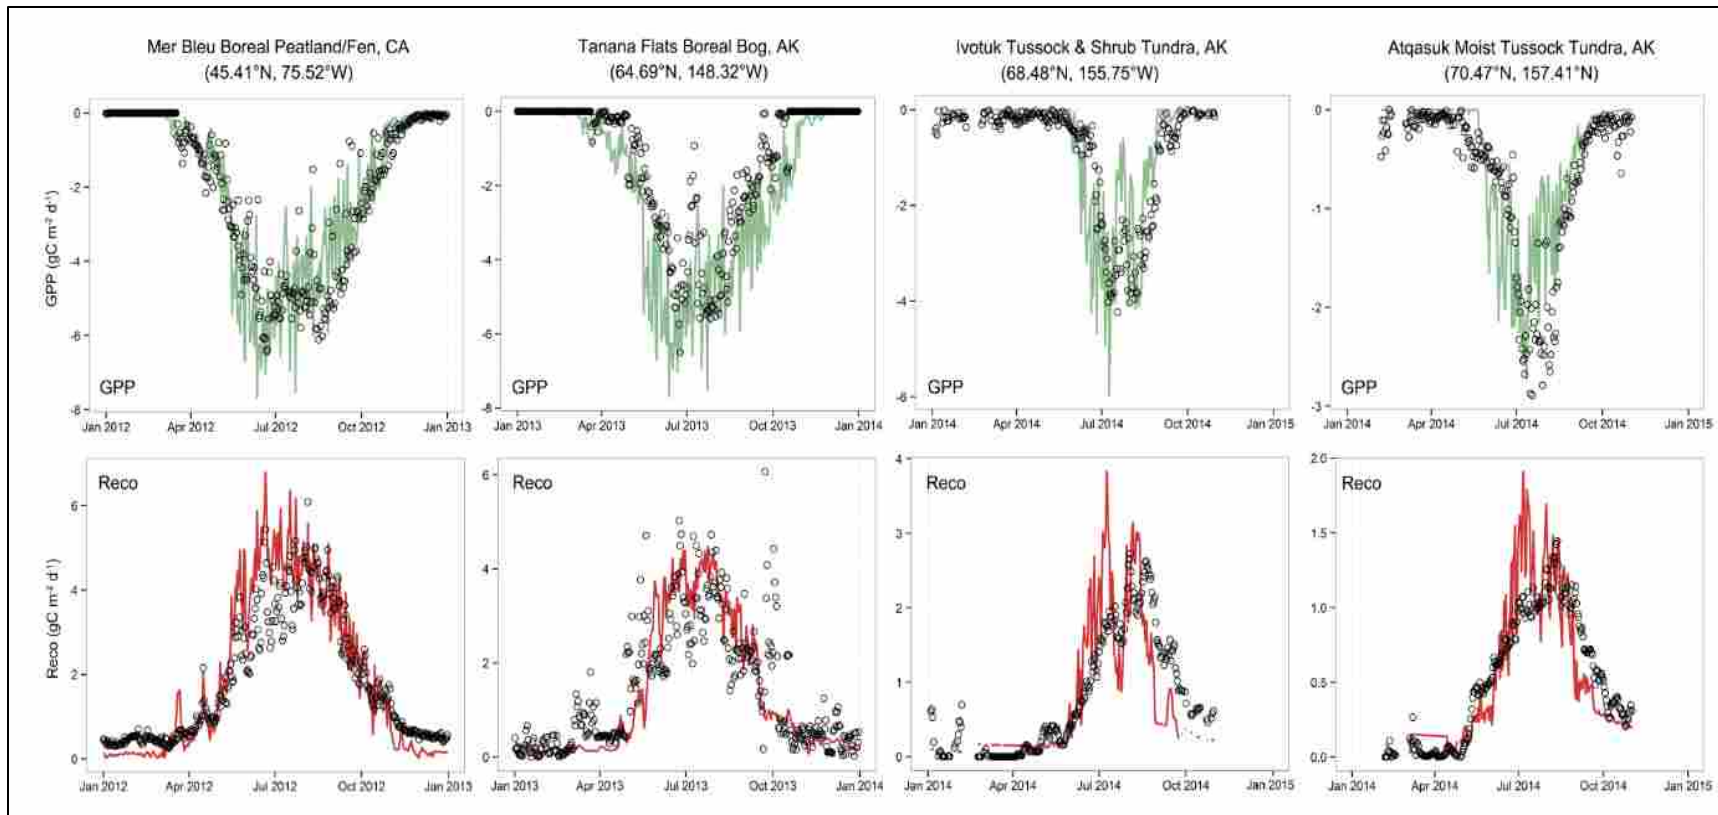 Mer Bleu Boreal Peatland/Fen, CA
(45.41°N, 75.52°W)
Tanana Flats Boreal Bog, AK
(64.69°N, 148.32°W)
Ivotuk Tussock & Shrub Tundra, AK
(68.48°N, 155.75°W)
Atqasuk Moist Tussock Tundra, AK
(70.47°N, 157.41°N)
GPP (gC m⁻² d⁻¹)
0
-2
-4
-6
-8
GPP
Jan 2012 Apr 2012 Jul 2012 Oct 2012 Jan 2013
0
-2
-4
-6
-8
GPP
Jan 2013 Apr 2013 Jul 2013 Oct 2013 Jan 2014
0
-2
-4
-6
GPP
Jan 2014 Apr 2014 Jul 2014 Oct 2014 Jan 2015
0
-1
-2
-3
GPP
Jan 2014 Apr 2014 Jul 2014 Oct 2014 Jan 2015
Reco (gC m⁻² d⁻¹)
Reco
6
4
2
0
Jan 2012 Apr 2012 Jul 2012 Oct 2012 Jan 2013
Reco
6
4
2
0
Jan 2013 Apr 2013 Jul 2013 Oct 2013 Jan 2014
Reco
4
3
2
1
0
Jan 2014 Apr 2014 Jul 2014 Oct 2014 Jan 2015
Reco
2.0
1.5
1.0
0.5
0.0
Jan 2014 Apr 2014 Jul 2014 Oct 2014 Jan 2015